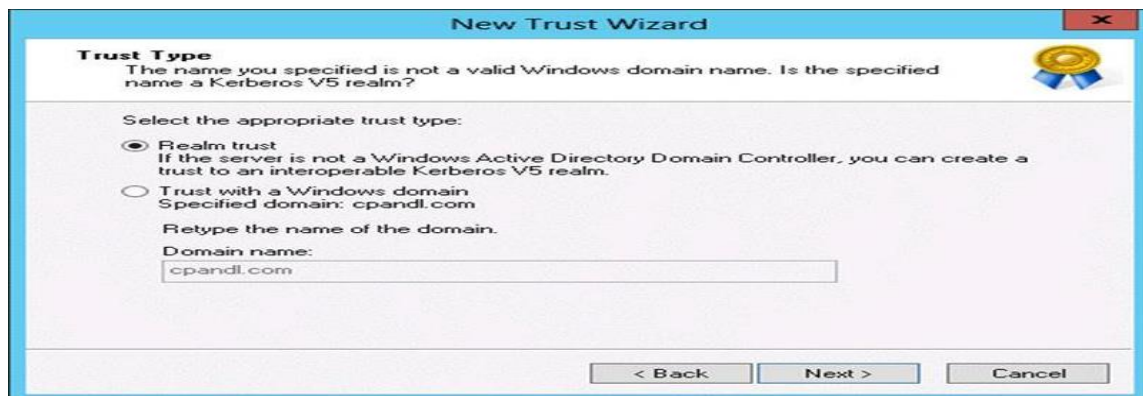 New Trust Wizard
Trust Type
The name you specified is not a valid Windows domain name. Is the specified
name a Kerberos V5 realm?
Select the appropriate trust type:
Realm trust
If the server is not a Windows Active Directory Domain Controller, you can create a
trust to an interoperable Kerberos V5 realm.
Trust with a Windows domain
Specified domain: cpandl.com
Retype the name of the domain.
Domain name:
cpandl.com
< Back
Next >
Cancel